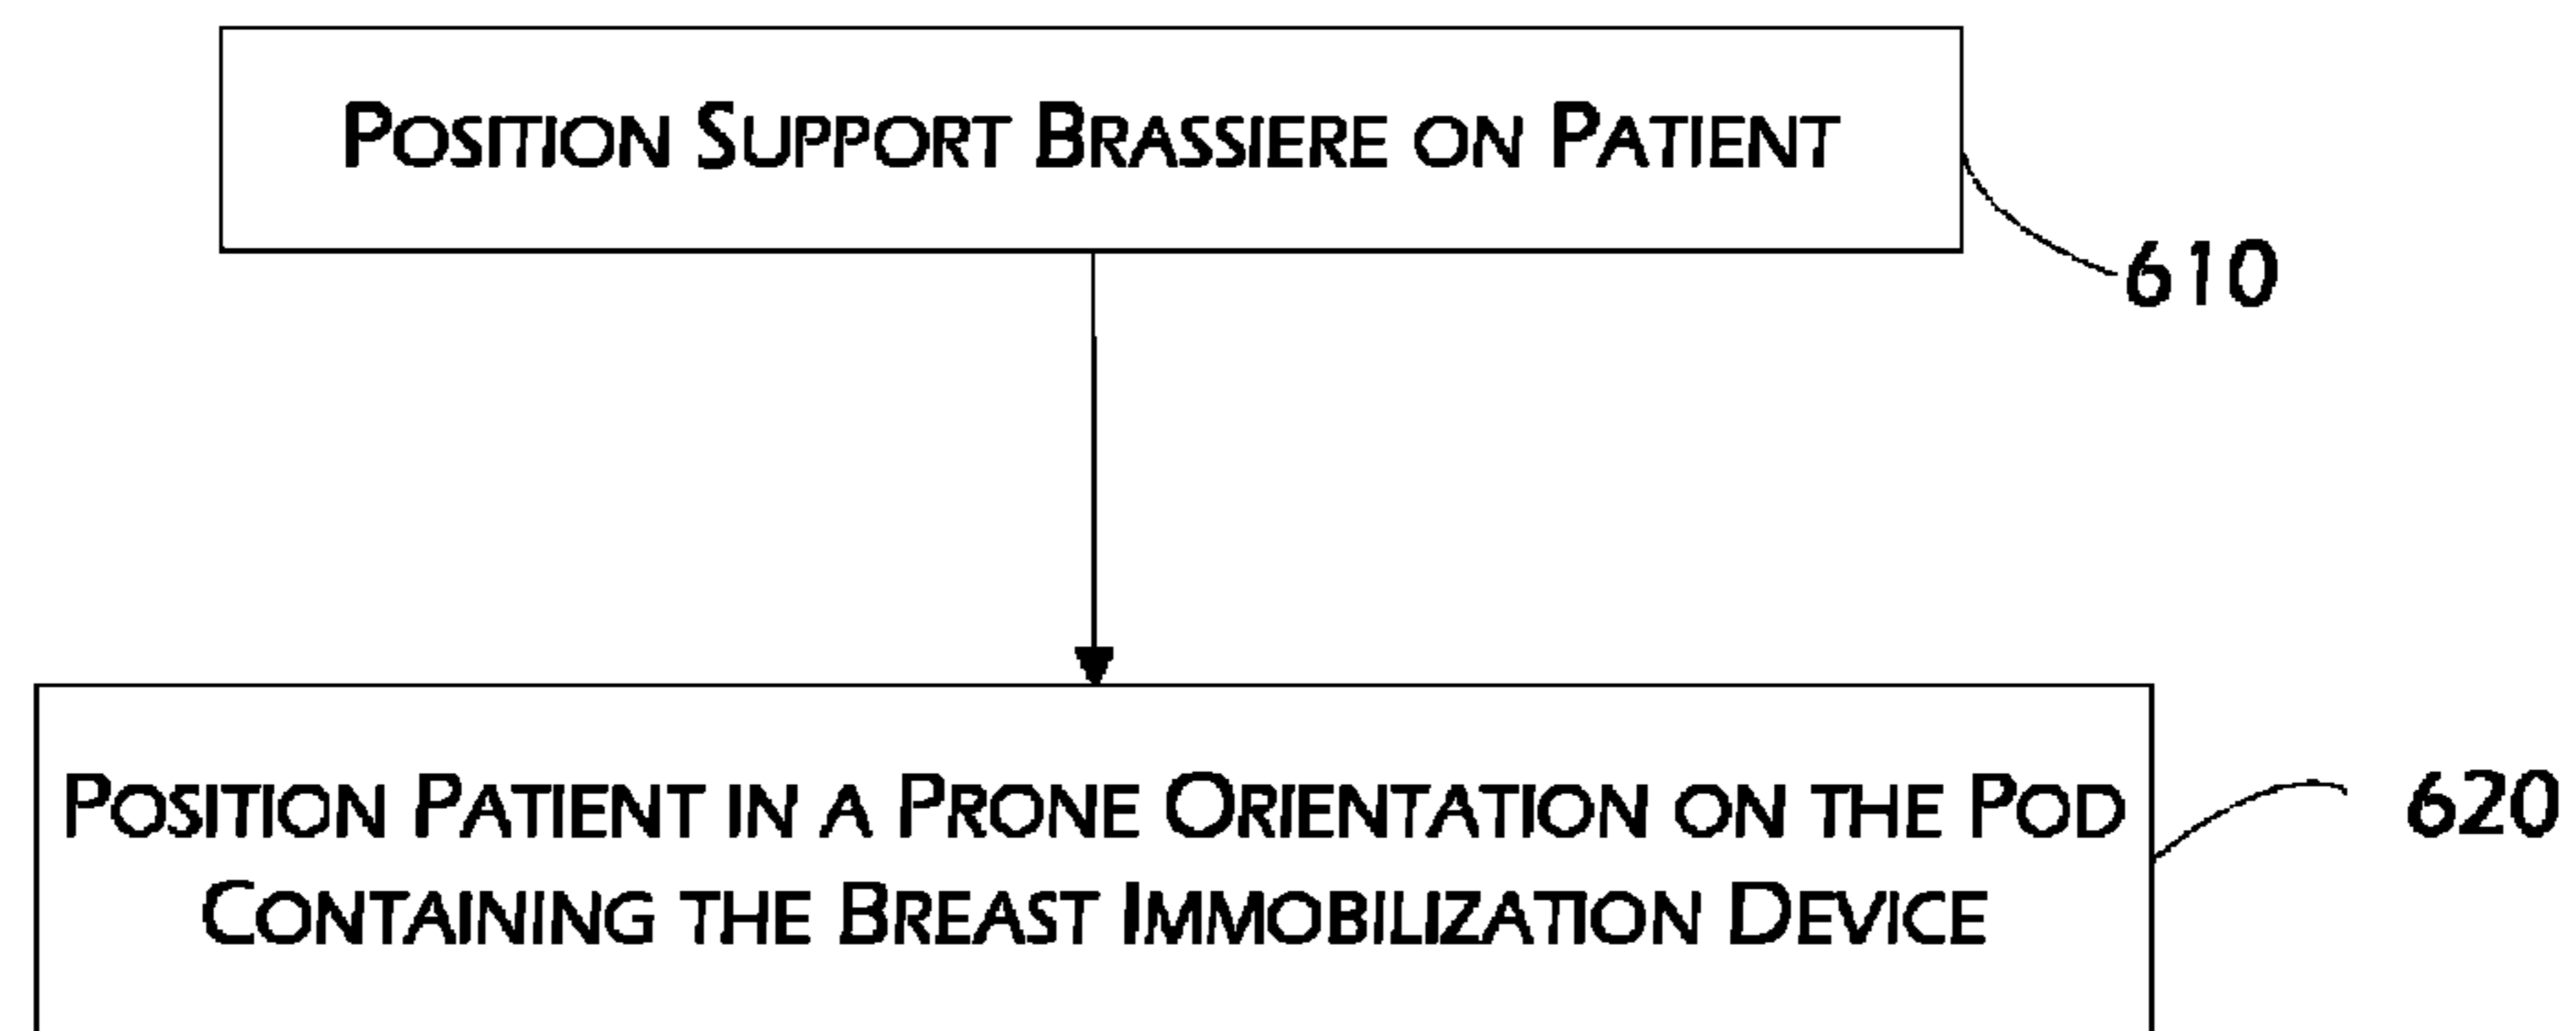 POSITION SUPPORT BRASSIERE ON PATIENT
610
POSITION PATIENT IN A PRONE ORIENTATION ON THE POD
CONTAINING THE BREAST IMMOBILIZATION DEVICE
620